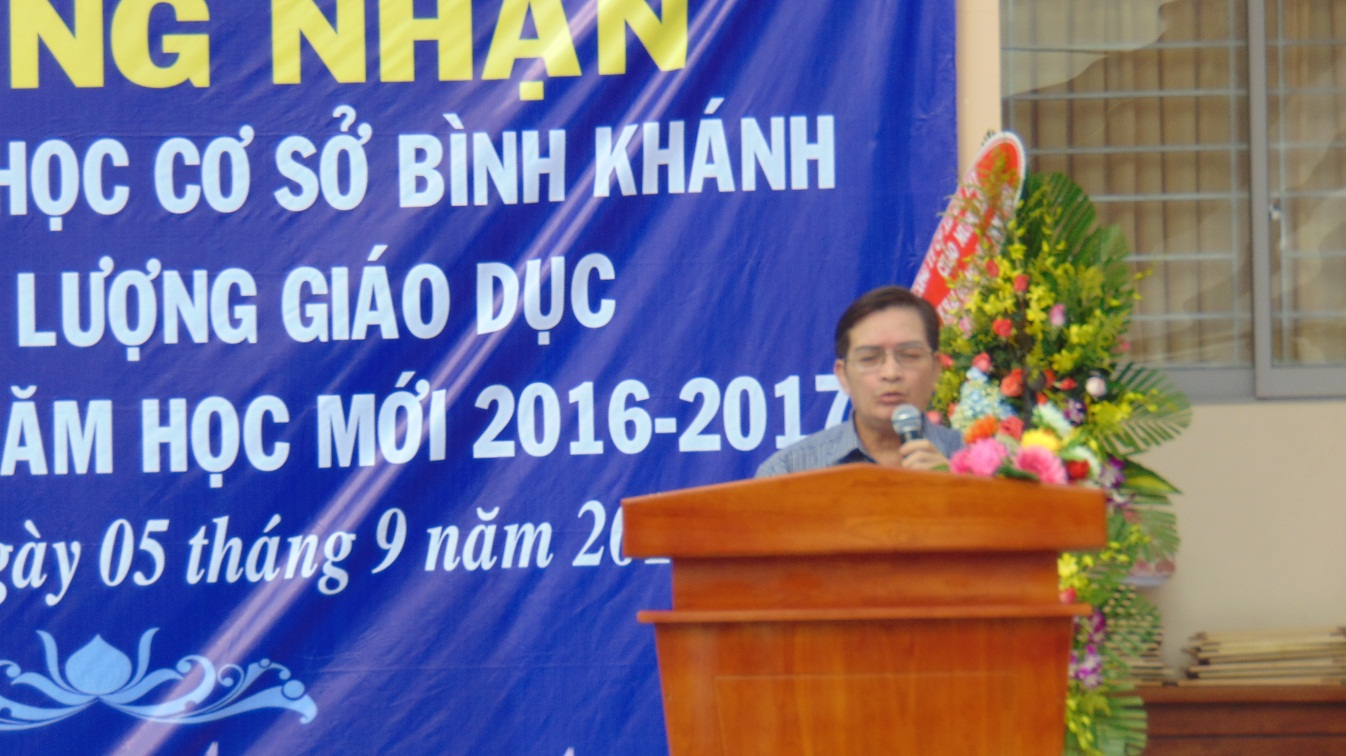 NG NHẬN
HỌC CƠ SỞ BÌNH KHÁNH
LƯỢNG GIÁO DỤC
ĂM HỌC MỚI 2016-2017
gày 05 tháng 9 năm 20